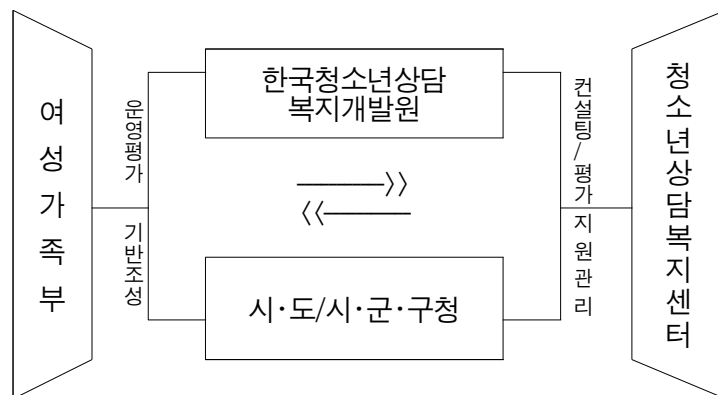 여성가족부
운영평가
기반조성
한국청소년상담
복지개발원
————〉〉
〈〈————
시·도/시·군·구청
컨설팅/평가
지원관리
청소년상담복지센터